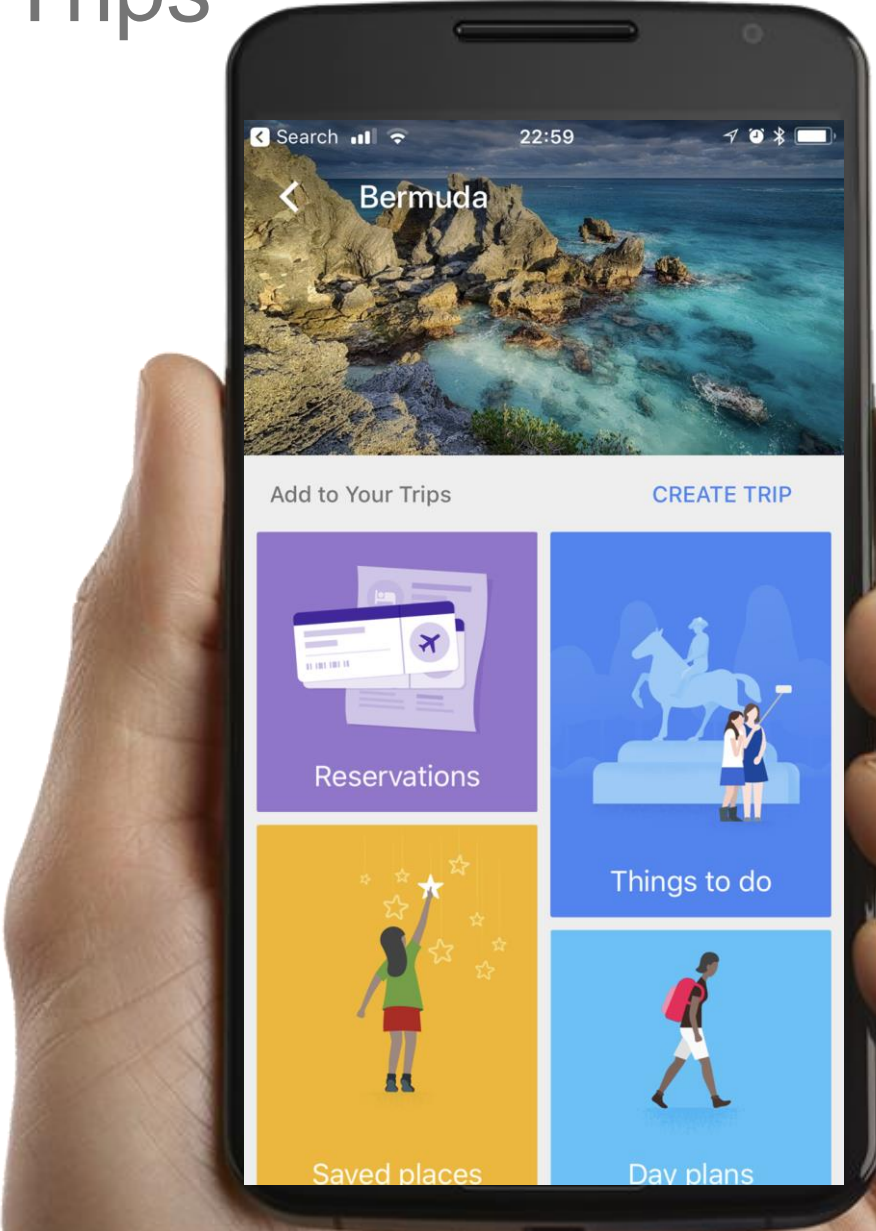 Trips
Search 22:59
Bermuda
Add to Your Trips CREATE TRIP
Reservations
Things to do
Saved places
Day plans